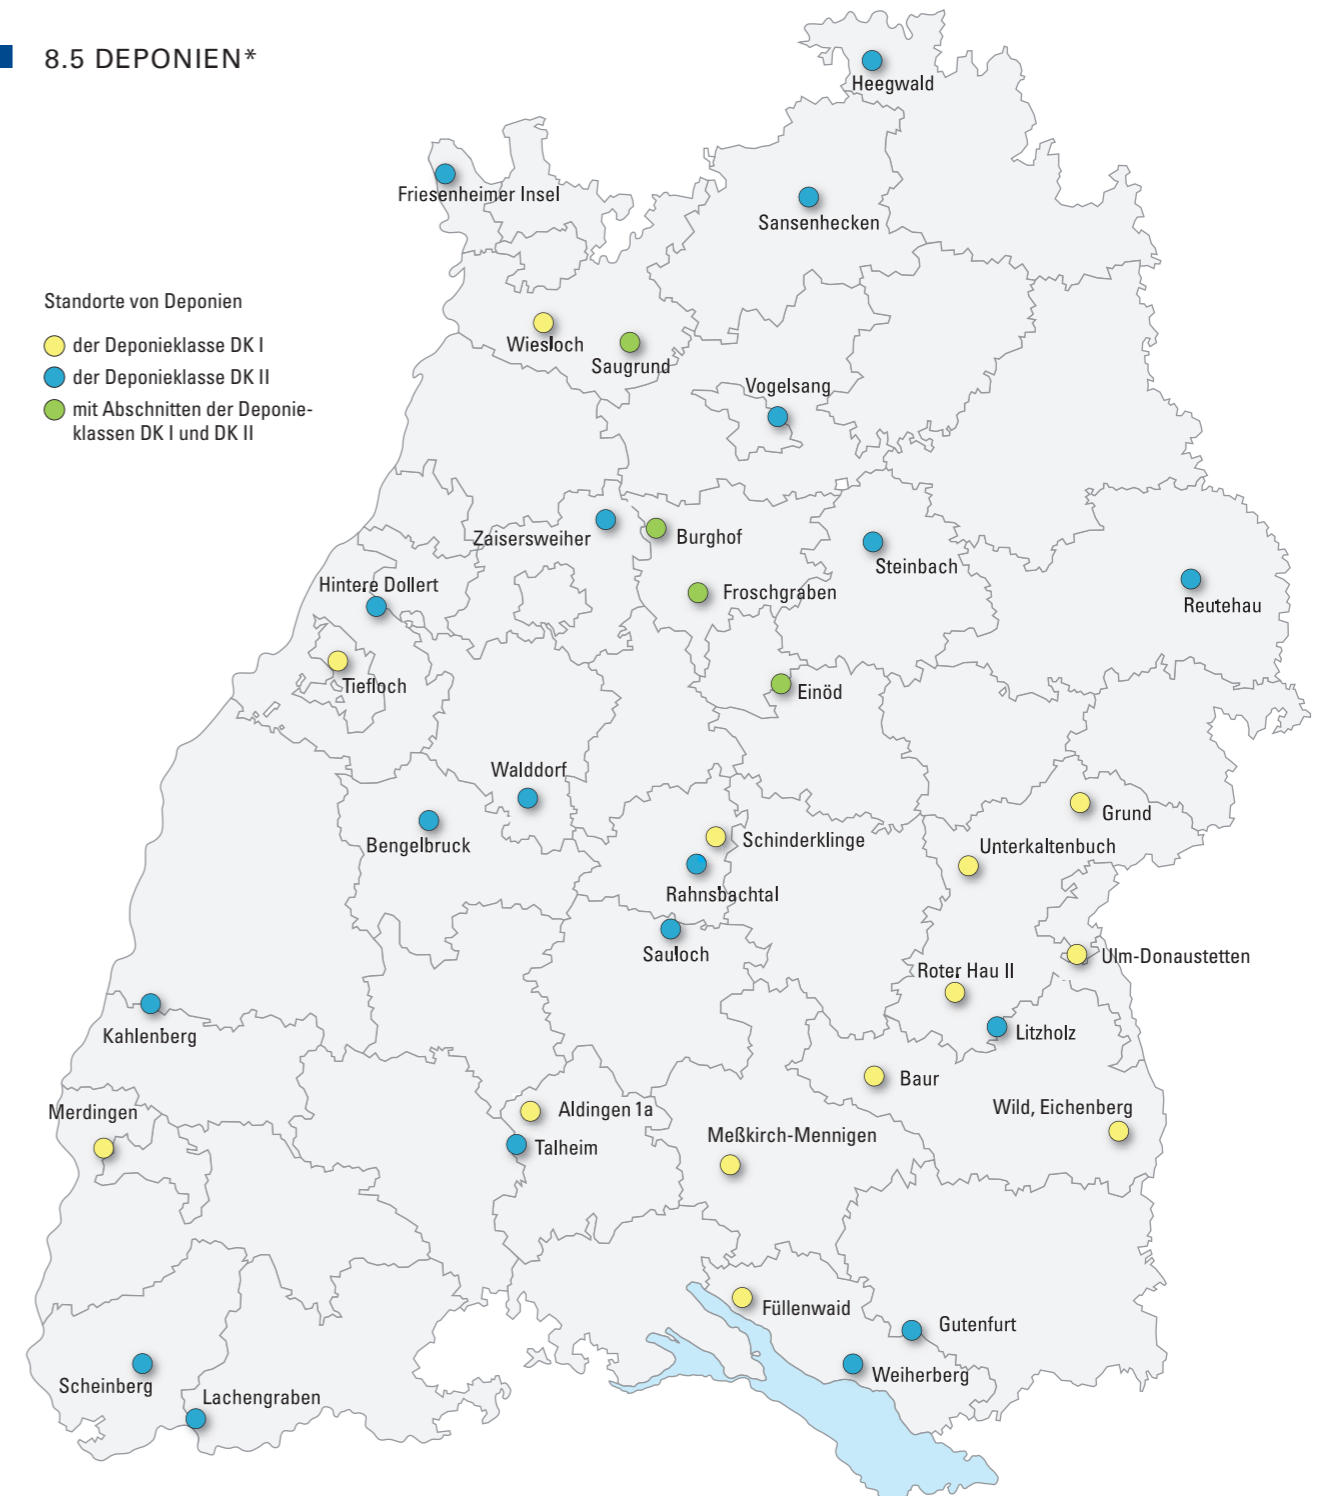 8.5 DEPONIEN*
Heegwald
Friesenheimer Insel
Sansenhecken
Standorte von Deponien
der Deponieklasse DK I
der Deponieklasse DK II
mit Abschnitten der Deponie-
klassen DK I und DK II
Wiesloch
Saugrund
Vogelsang
Zaisersweiher
Burghof
Steinbach
Hintere Dollert
Froschgraben
Reutehau
Tiefloch
Einöd
Walddorf
Bengelbruck
Grund
Schinderklinge
Unterkaltenbuch
Rahnsbachtal
Sauloch
Ulm-Donaustetten
Roter Hau II
Kahlenberg
Litzholz
Baur
Merdingen
Aldingen 1a
Wild, Eichenberg
Talheim
Meßkirch-Mennigen
Füllenwaid
Gutenfurt
Scheinberg
Weiherberg
Lachengraben